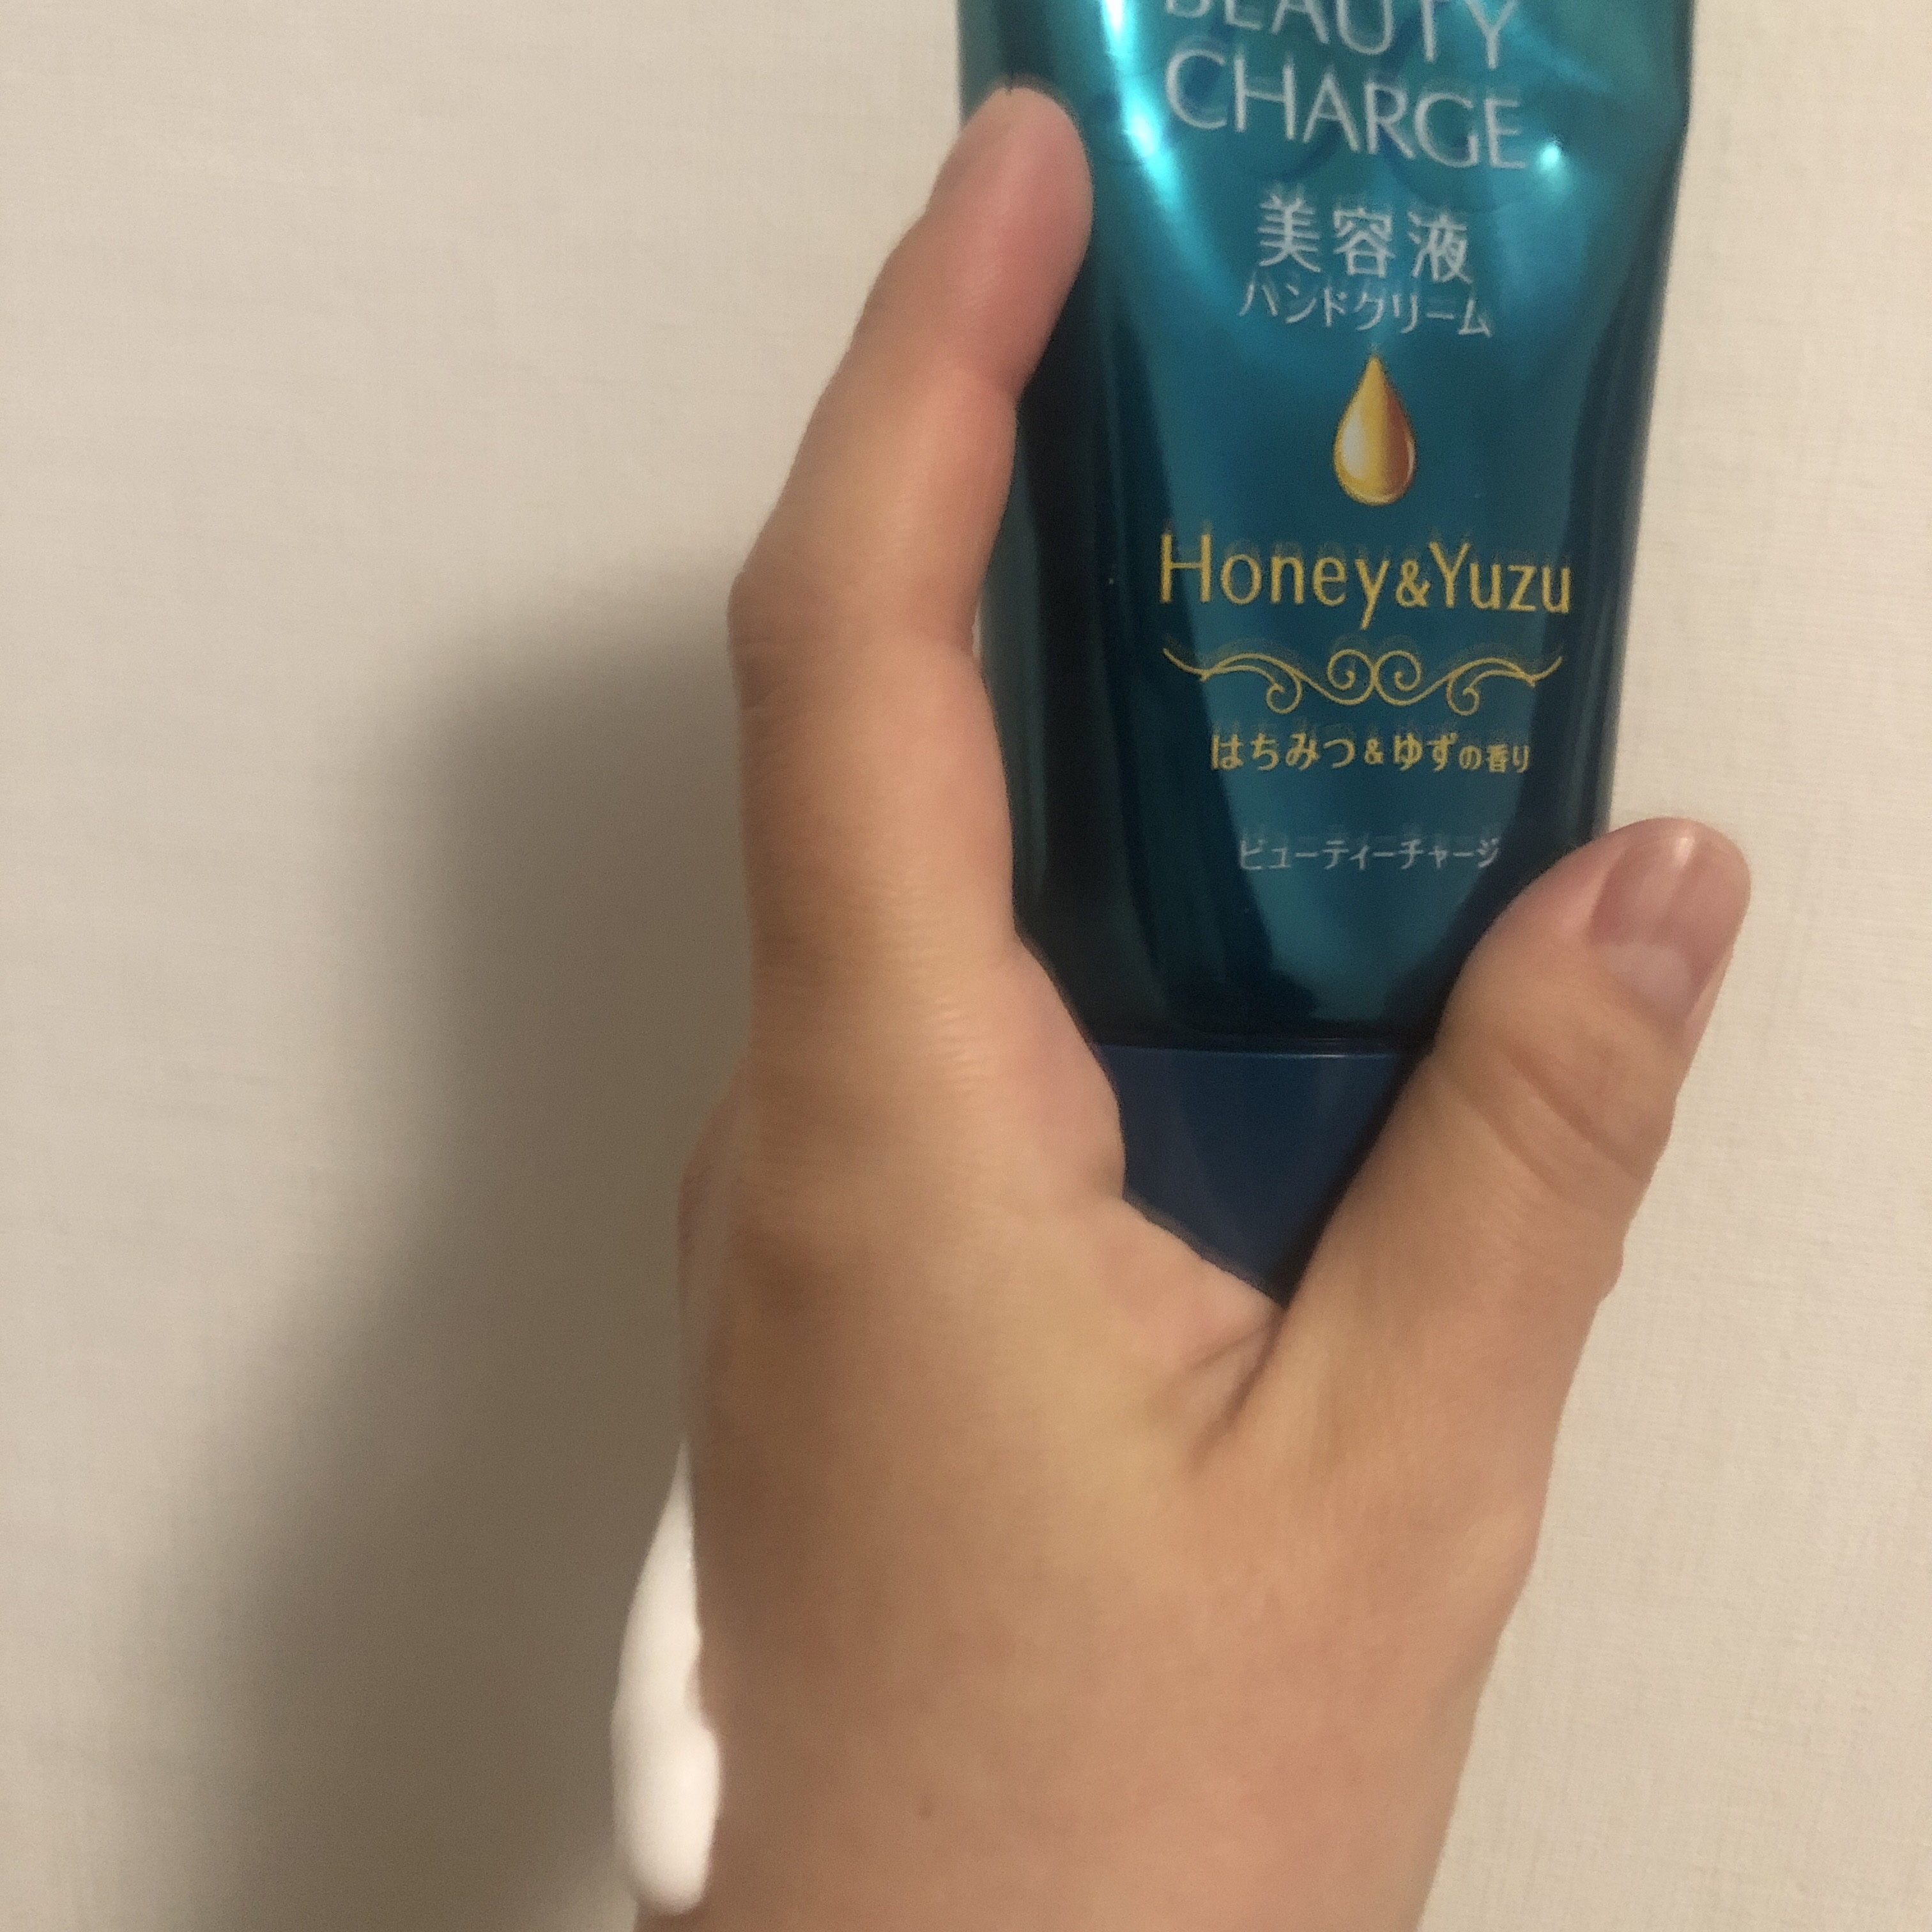 BEAUTY
CHARGE
美容液
ハンドクリーム
Honey&Yuzu
はちみつ&ゆずの香り
ビューティーチャージ